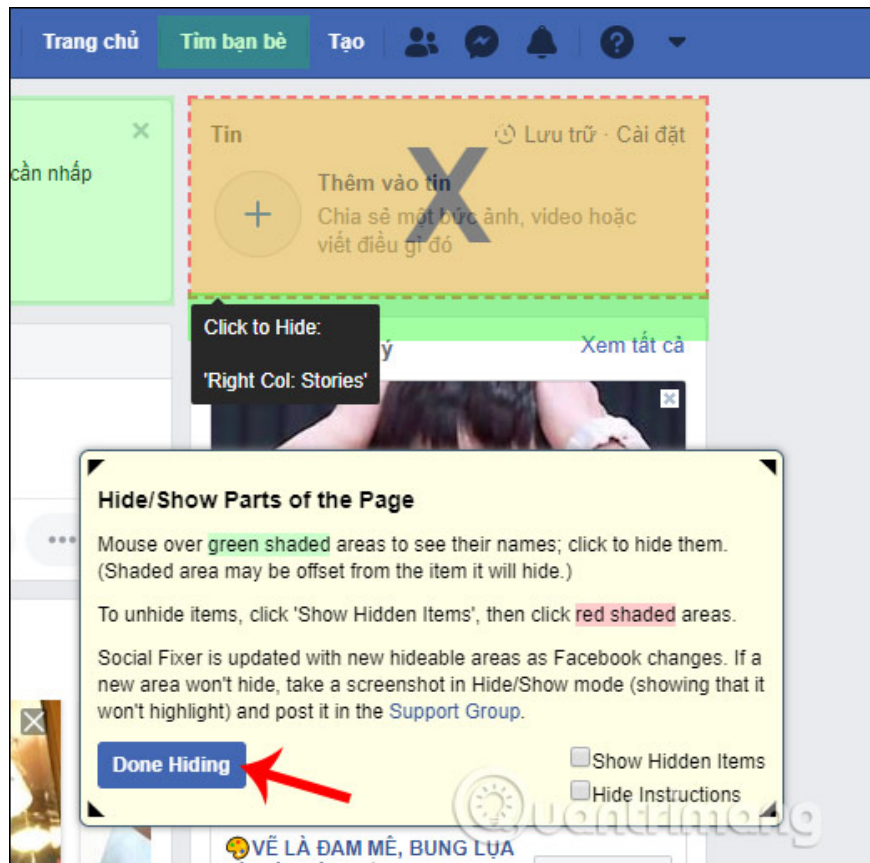 Trang chủ Tìm bạn bè Tạo
cần nhấp
Tin Lưu trữ · Cài đặt
Thêm vào tin
Chia sẻ một bức ảnh, video hoặc
viết điều gì đó
X
Click to Hide:
'Right Col: Stories'
ý Xem tất cả
Hide/Show Parts of the Page
Mouse over green shaded areas to see their names; click to hide them.
(Shaded area may be offset from the item it will hide.)
To unhide items, click 'Show Hidden Items', then click red shaded areas.
Social Fixer is updated with new hideable areas as Facebook changes. If a
new area won't hide, take a screenshot in Hide/Show mode (showing that it
won't highlight) and post it in the Support Group.
Done Hiding
Show Hidden Items
Hide Instructions
Quantrimang
VẼ LÀ ĐAM MÊ, BUNG LỤA